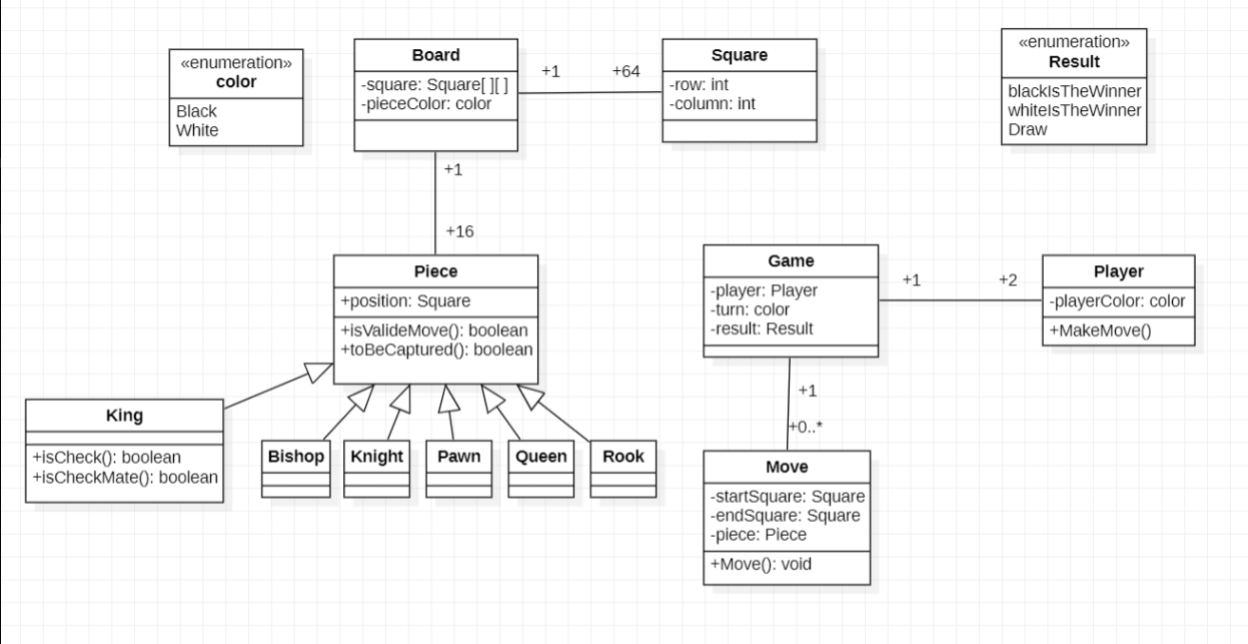 «enumeration»
color
Black
White
Board
-square: Square[ ][ ]
-pieceColor: color
+1
+64
Square
-row: int
-column: int
«enumeration»
Result
blackIsTheWinner
whiteIsTheWinner
Draw
+1
+16
Piece
+position: Square
+isValideMove(): boolean
+toBeCaptured(): boolean
Game
-player: Player
-turn: color
-result: Result
+1
+2
Player
-playerColor: color
+MakeMove()
King
+isCheck(): boolean
+isCheckMate(): boolean
Bishop
Knight
Pawn
Queen
Rook
+1
+0..*
Move
-startSquare: Square
-endSquare: Square
-piece: Piece
+Move(): void